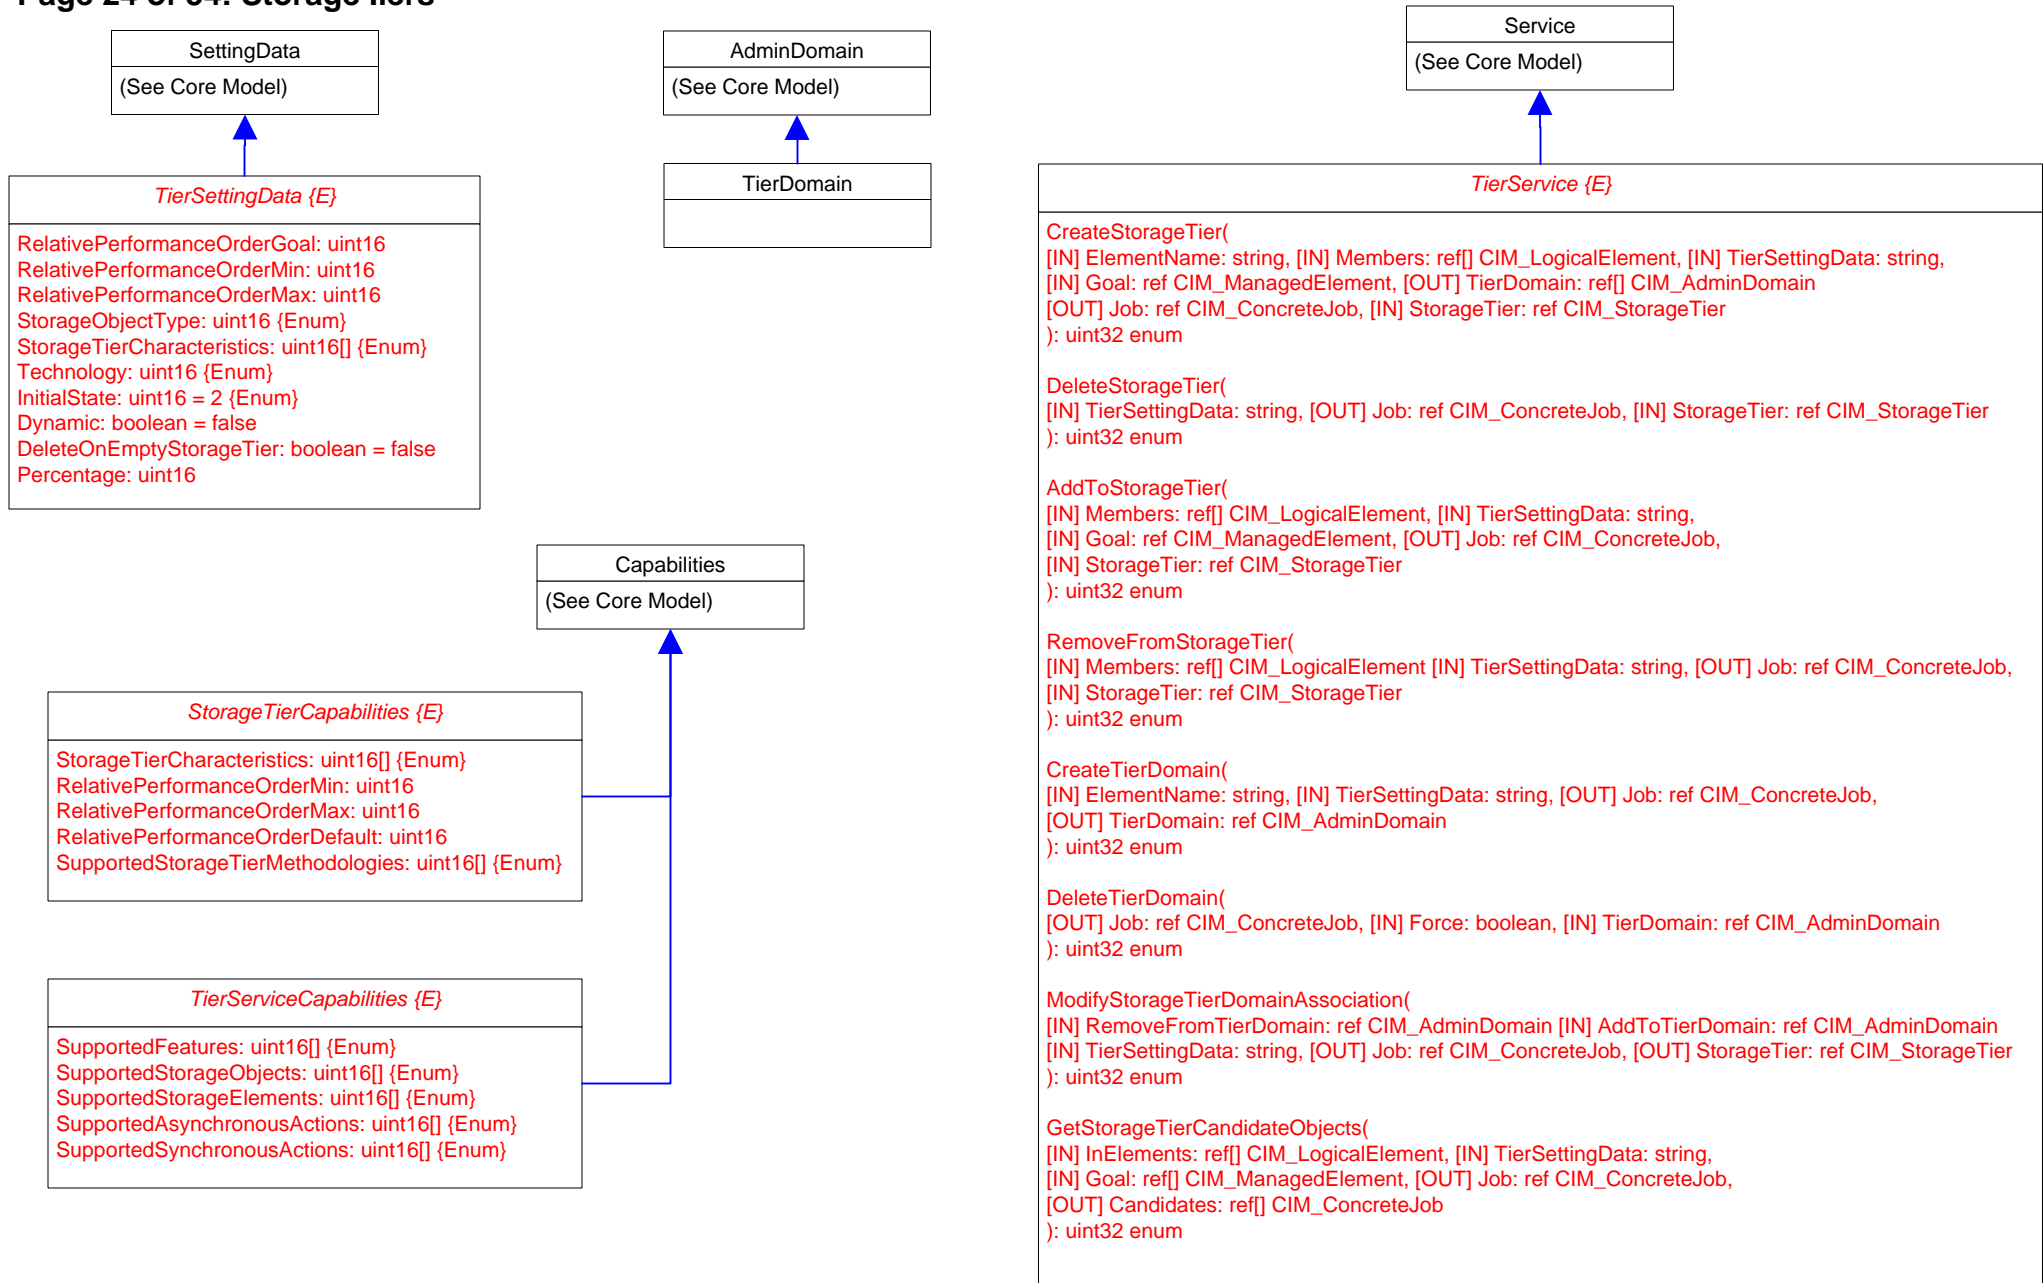 Page 24 of 34: Storage Tiers
SettingData
(See Core Model)
AdminDomain
(See Core Model)
Service
(See Core Model)
TierSettingData {E}
RelativePerformanceOrderGoal: uint16
RelativePerformanceOrderMin: uint16
RelativePerformanceOrderMax: uint16
StorageObjectType: uint16 {Enum}
StorageTierCharacteristics: uint16[] {Enum}
Technology: uint16 {Enum}
InitialState: uint16 = 2 {Enum}
Dynamic: boolean = false
DeleteOnEmptyStorageTier: boolean = false
Percentage: uint16
TierDomain
Capabilities
(See Core Model)
StorageTierCapabilities {E}
StorageTierCharacteristics: uint16[] {Enum}
RelativePerformanceOrderMin: uint16
RelativePerformanceOrderMax: uint16
RelativePerformanceOrderDefault: uint16
SupportedStorageTierMethodologies: uint16[] {Enum}
TierServiceCapabilities {E}
SupportedFeatures: uint16[] {Enum}
SupportedStorageObjects: uint16[] {Enum}
SupportedStorageElements: uint16[] {Enum}
SupportedAsynchronousActions: uint16[] {Enum}
SupportedSynchronousActions: uint16[] {Enum}
TierService {E}
CreateStorageTier(
[IN] ElementName: string, [IN] Members: ref[] CIM_LogicalElement, [IN] TierSettingData: string,
[IN] Goal: ref CIM_ManagedElement, [OUT] TierDomain: ref[] CIM_AdminDomain
[OUT] Job: ref CIM_ConcreteJob, [IN] StorageTier: ref CIM_StorageTier
): uint32 enum
DeleteStorageTier(
[IN] TierSettingData: string, [OUT] Job: ref CIM_ConcreteJob, [IN] StorageTier: ref CIM_StorageTier
): uint32 enum
AddToStorageTier(
[IN] Members: ref[] CIM_LogicalElement, [IN] TierSettingData: string,
[IN] Goal: ref CIM_ManagedElement, [OUT] Job: ref CIM_ConcreteJob,
[IN] StorageTier: ref CIM_StorageTier
): uint32 enum
RemoveFromStorageTier(
[IN] Members: ref[] CIM_LogicalElement [IN] TierSettingData: string, [OUT] Job: ref CIM_ConcreteJob,
[IN] StorageTier: ref CIM_StorageTier
): uint32 enum
CreateTierDomain(
[IN] ElementName: string, [IN] TierSettingData: string, [OUT] Job: ref CIM_ConcreteJob,
[OUT] TierDomain: ref CIM_AdminDomain
): uint32 enum
DeleteTierDomain(
[OUT] Job: ref CIM_ConcreteJob, [IN] Force: boolean, [IN] TierDomain: ref CIM_AdminDomain
): uint32 enum
ModifyStorageTierDomainAssociation(
[IN] RemoveFromTierDomain: ref CIM_AdminDomain [IN] AddToTierDomain: ref CIM_AdminDomain
[IN] TierSettingData: string, [OUT] Job: ref CIM_ConcreteJob, [OUT] StorageTier: ref CIM_StorageTier
): uint32 enum
GetStorageTierCandidateObjects(
[IN] InElements: ref[] CIM_LogicalElement, [IN] TierSettingData: string,
[IN] Goal: ref[] CIM_ManagedElement, [OUT] Job: ref CIM_ConcreteJob,
[OUT] Candidates: ref[] CIM_ConcreteJob
): uint32 enum